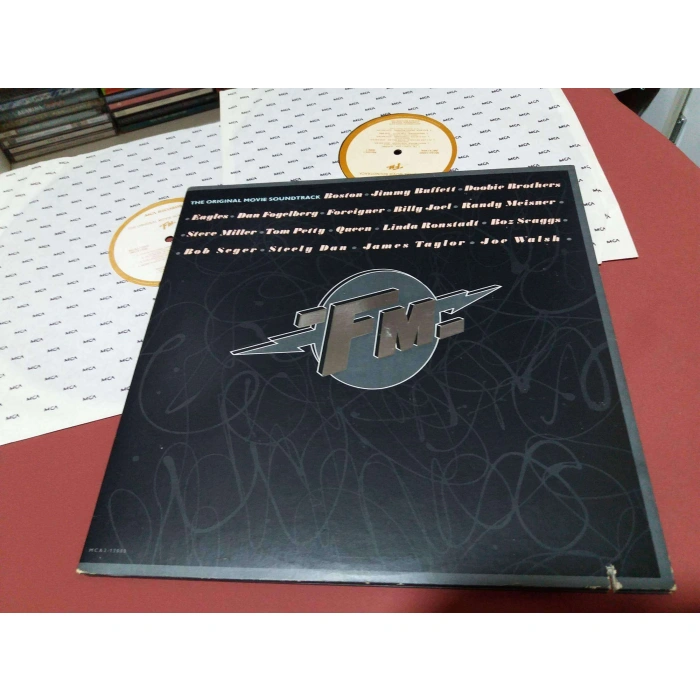 THE ORIGINAL MOVIE SOUNDTRACK Boston • Jimmy Buffett • Doobie Brothers
• Eagles • Dan Fogelberg • Foreigner • Billy Joel • Randy Meisner •
• Steve Miller • Tom Petty • Queen • Linda Ronstadt • Boz Scaggs •
• Bob Seger • Steely Dan • James Taylor • Joe Walsh •
FM
MCA